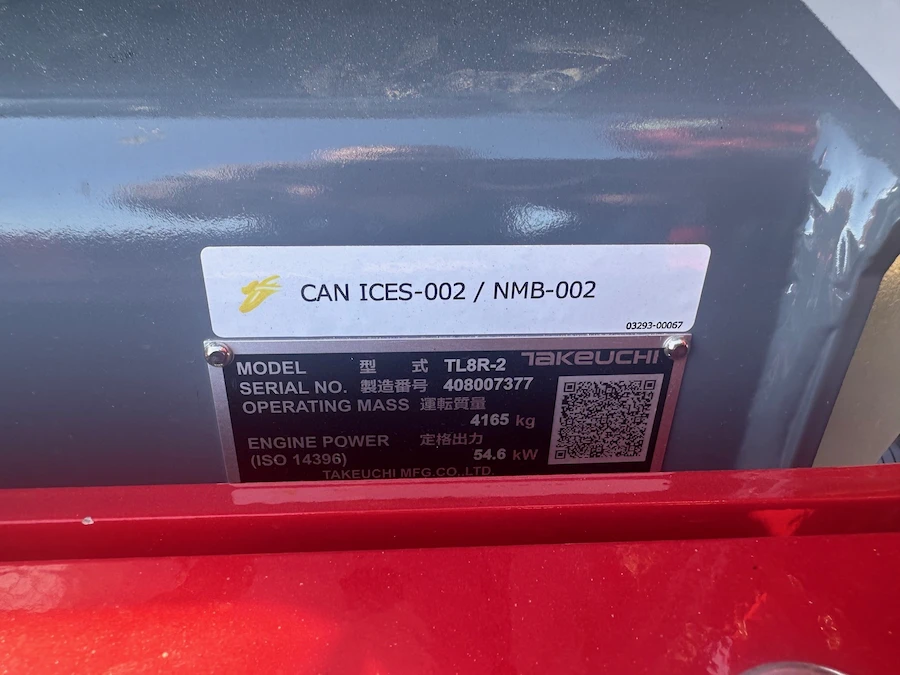 CAN ICES-002 / NMB-002
03293-00067
MODEL 型 式 TL8R-2 TAKEUCHI
SERIAL NO. 製造番号 408007377
OPERATING MASS 運転質量
4165 kg
ENGINE POWER 定格出力
(ISO 14396) 54.6 kW
TAKEUCHI MFG.CO.,LTD.